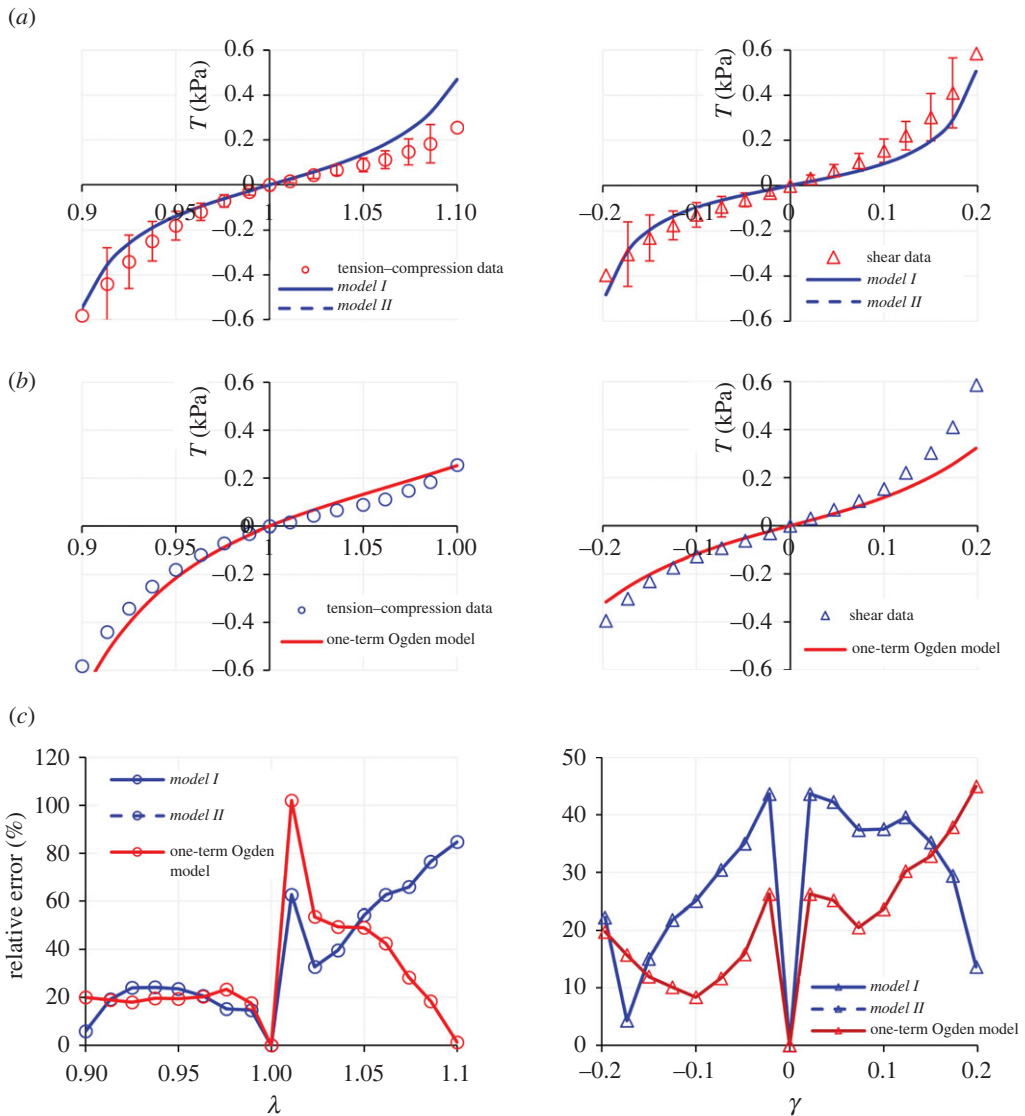 (a)
0.6
0.4
0.2
0
–0.2
–0.4
–0.6
T (kPa)
0.9
0.95
1
1.05
1.10
tension–compression data
model I
model II
0.6
0.4
0.2
0
–0.2
–0.4
–0.6
T (kPa)
–0.2
–0.1
0
0.1
0.2
shear data
model I
model II
(b)
0.6
0.4
0.2
0
–0.2
–0.4
–0.6
T (kPa)
0.9
0.95
1
1.05
1.00
tension–compression data
one-term Ogden model
0.6
0.4
0.2
0
–0.2
–0.4
–0.6
T (kPa)
–0.2
–0.1
0
0.1
0.2
shear data
one-term Ogden model
(c)
120
100
80
60
40
20
0
relative error (%)
model I
model II
one-term Ogden
model
0.90
0.95
1.00
1.05
1.1
λ
50
40
30
20
10
0
model I
model II
one-term Ogden model
–0.2
–0.1
0
0.1
0.2
γ